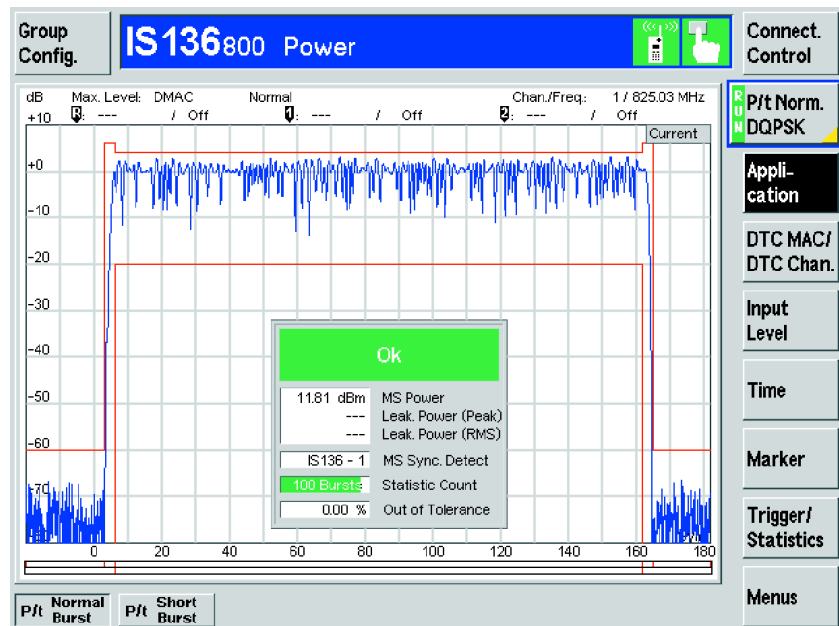 Group
Config.
IS136800 Power
Connect.
Control
dB Max. Level: DMAC Normal Chan./Freq.: 1 / 825.03 MHz
+10 R: --- / Off 1: --- / Off 2: --- / Off
Current
+0
-10
-20
-30
-40
-50
-60
-70
0 20 40 60 80 100 120 140 160 180
Ok
11.81 dBm MS Power
--- Leak. Power (Peak)
--- Leak. Power (RMS)
IS136 - 1 MS Sync. Detect
100 Bursts Statistic Count
0.00 % Out of Tolerance
RUN
P/t Norm.
DQPSK
Appli-
cation
DTC MAC/
DTC Chan.
Input
Level
Time
Marker
Trigger/
Statistics
Menus
P/t Normal
Burst
P/t Short
Burst